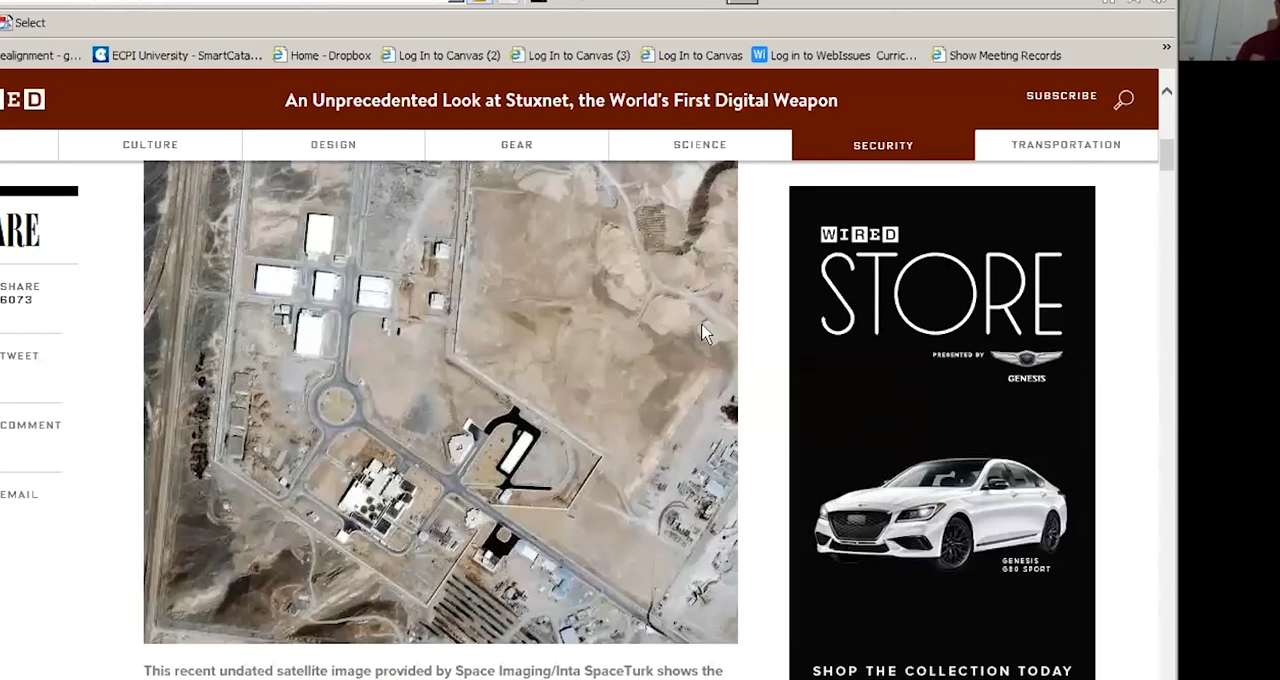 Select
ealignment - g... ECPI University - SmartCata... Home - Dropbox Log In to Canvas (2) Log In to Canvas (3) Log In to Canvas Wi Log in to WebIssues Curric... Show Meeting Records »
ED An Unprecedented Look at Stuxnet, the World's First Digital Weapon SUBSCRIBE
CULTURE DESIGN GEAR SCIENCE SECURITY TRANSPORTATION
ARE
SHARE
6073
TWEET
COMMENT
EMAIL
WIRED
STORE
PRESENTED BY
GENESIS
GENESIS
G80 SPORT
SHOP THE COLLECTION TODAY
This recent undated satellite image provided by Space Imaging/Inta SpaceTurk shows the